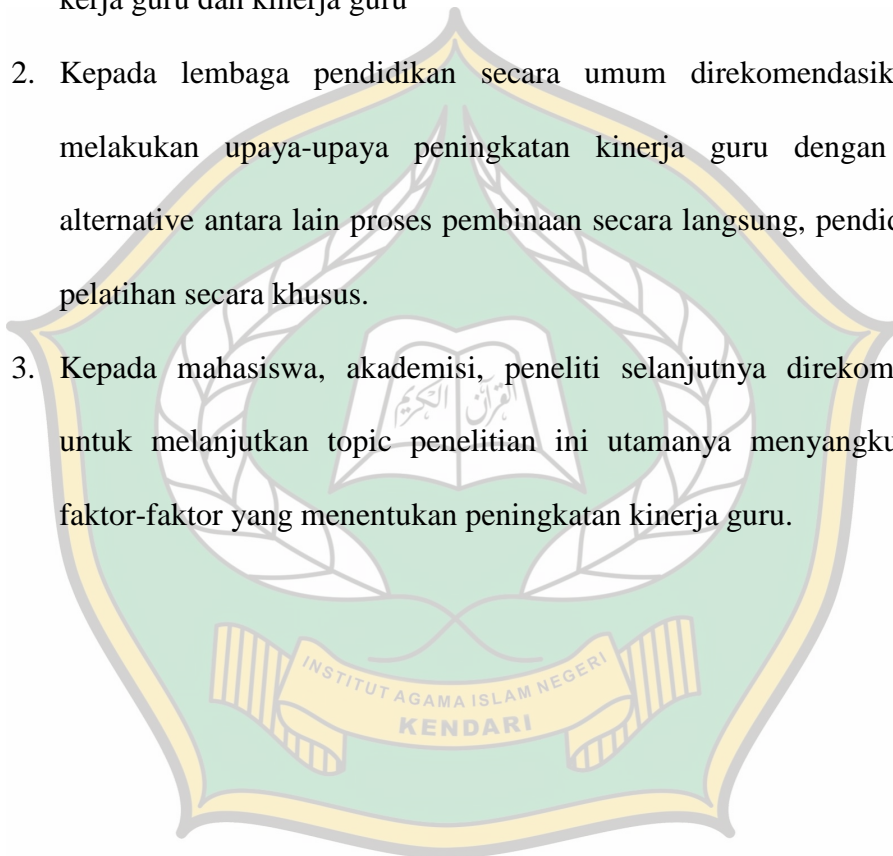 kerja guru dan kinerja guru
2. Kepada lembaga pendidikan secara umum direkomendasik
melakukan upaya-upaya peningkatan kinerja guru dengan
alternative antara lain proses pembinaan secara langsung, pendid
pelatihan secara khusus.
3. Kepada mahasiswa, akademisi, peneliti selanjutnya direkom
untuk melanjutkan topic penelitian ini utamanya menyangku
faktor-faktor yang menentukan peningkatan kinerja guru.
القرآن الكريم
INSTITUT AGAMA ISLAM NEGERI
KENDARI